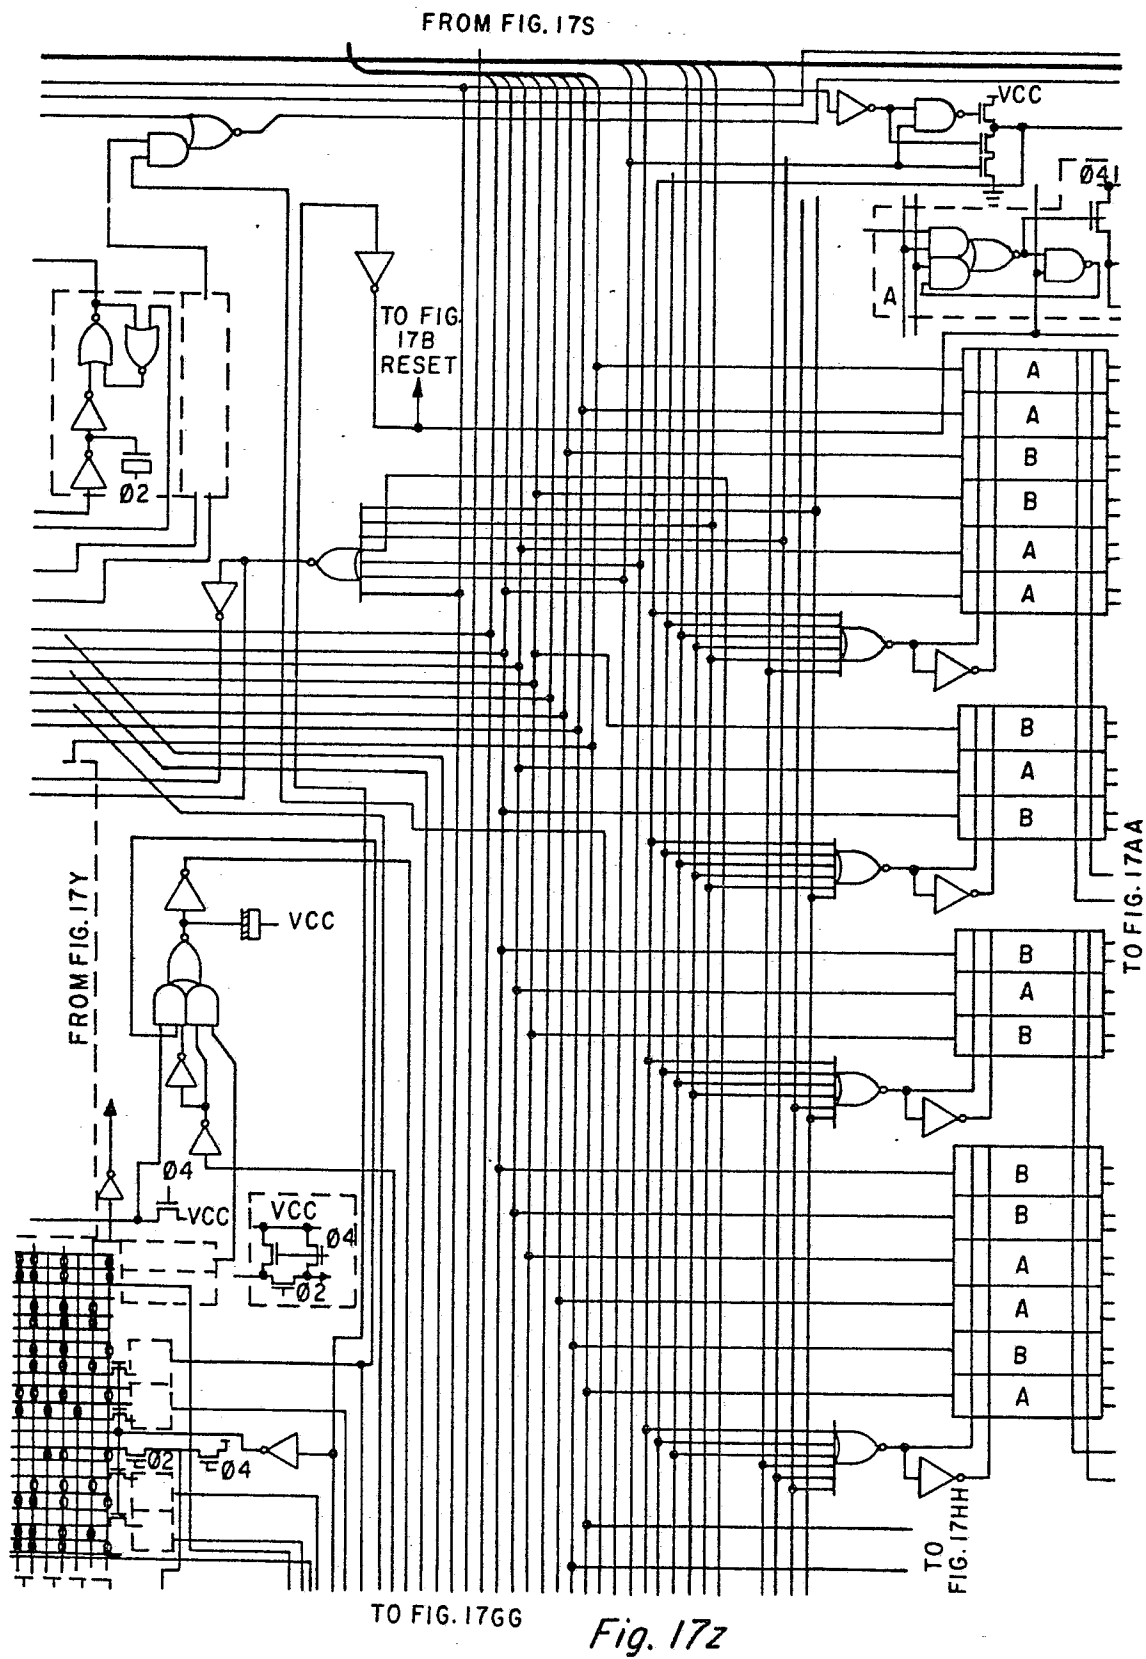 FROM FIG. 17S
VCC
Ø41
A
TO FIG
17B
RESET
Ø2
A
A
B
B
A
A
B
A
B
TO FIG. 17AA
FROM FIG. 17Y
VCC
B
A
B
Ø4
VCC
VCC
Ø4
Ø2
B
B
A
A
B
A
Ø2
Ø4
TO
FIG. 17HH
TO FIG. 17GG
Fig. 17z